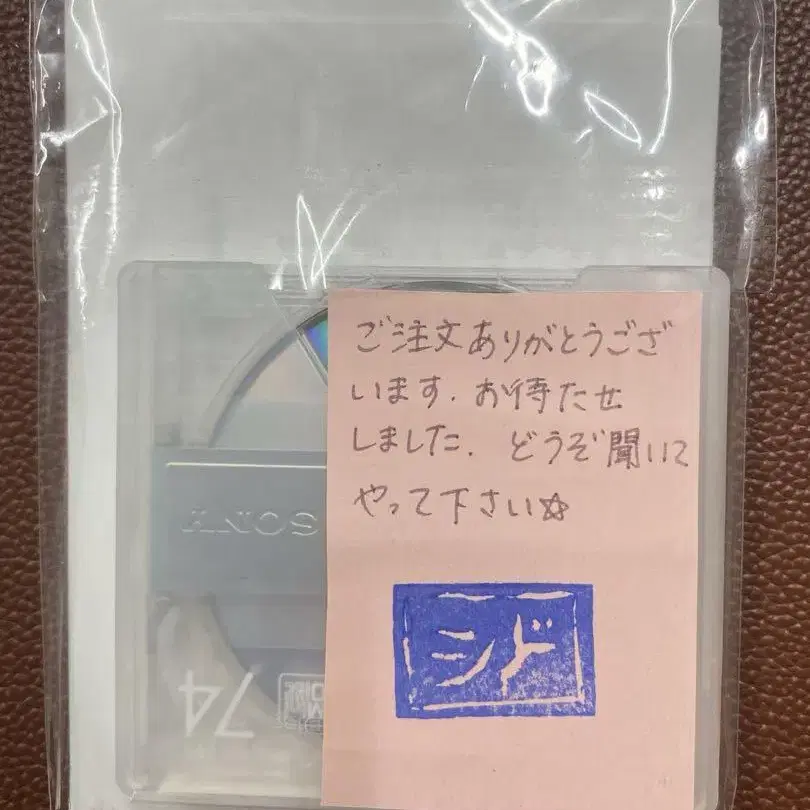 ご注文ありがとうござ
います. お待たせ
しました. どうぞ聞いて
やって下さい☆
SONY
シド
74